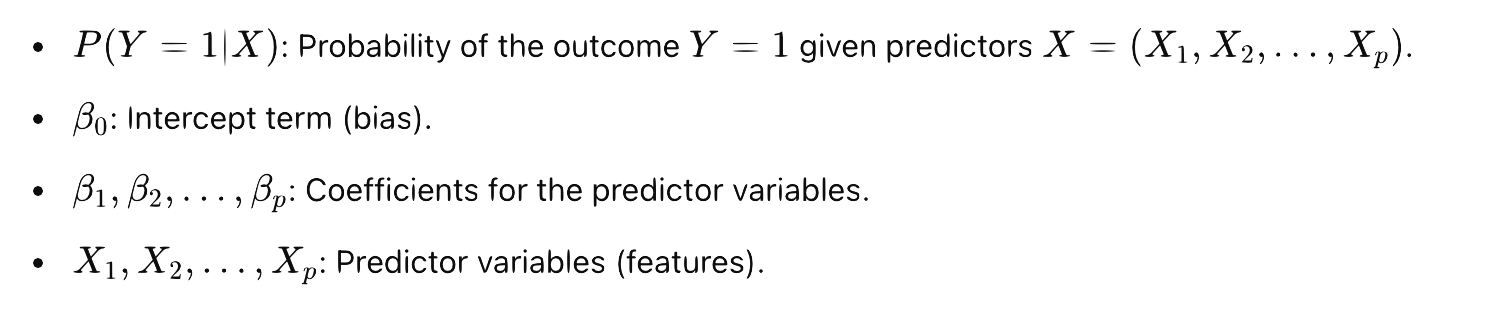 • P(Y = 1|X): Probability of the outcome Y = 1 given predictors X = (X₁, X₂, . . . , Xₚ).
• β₀: Intercept term (bias).
• β₁, β₂, . . . , βₚ: Coefficients for the predictor variables.
• X₁, X₂, . . . , Xₚ: Predictor variables (features).